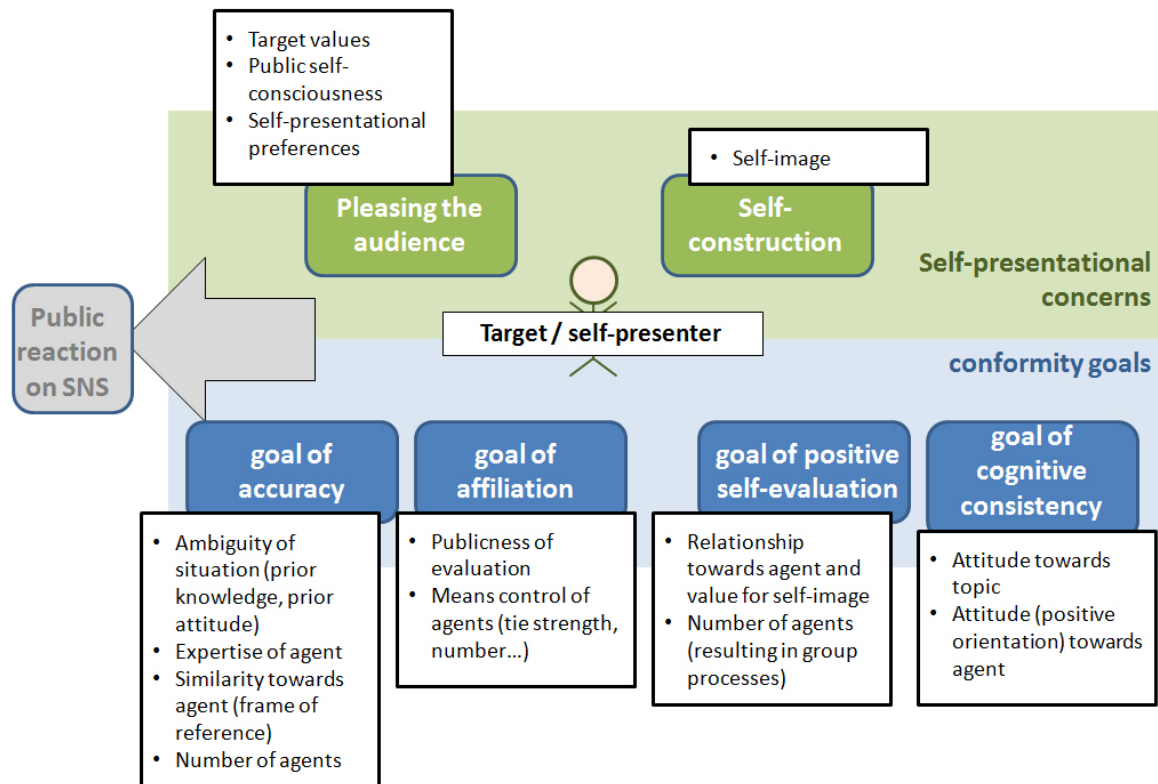 • Target values
• Public self-
consciousness
• Self-presentational
preferences
• Self-image
Pleasing the
audience
Self-
construction
Self-presentational
concerns
Public
reaction
on SNS
Target / self-presenter
conformity goals
goal of
accuracy
goal of
affiliation
goal of positive
self-evaluation
goal of
cognitive
consistency
• Ambiguity of
situation (prior
knowledge, prior
attitude)
• Expertise of agent
• Similarity towards
agent (frame of
reference)
• Number of agents
• Publicness of
evaluation
• Means control of
agents (tie strength,
number...)
• Relationship
towards agent and
value for self-image
• Number of agents
(resulting in group
processes)
• Attitude towards
topic
• Attitude (positive
orientation) towards
agent